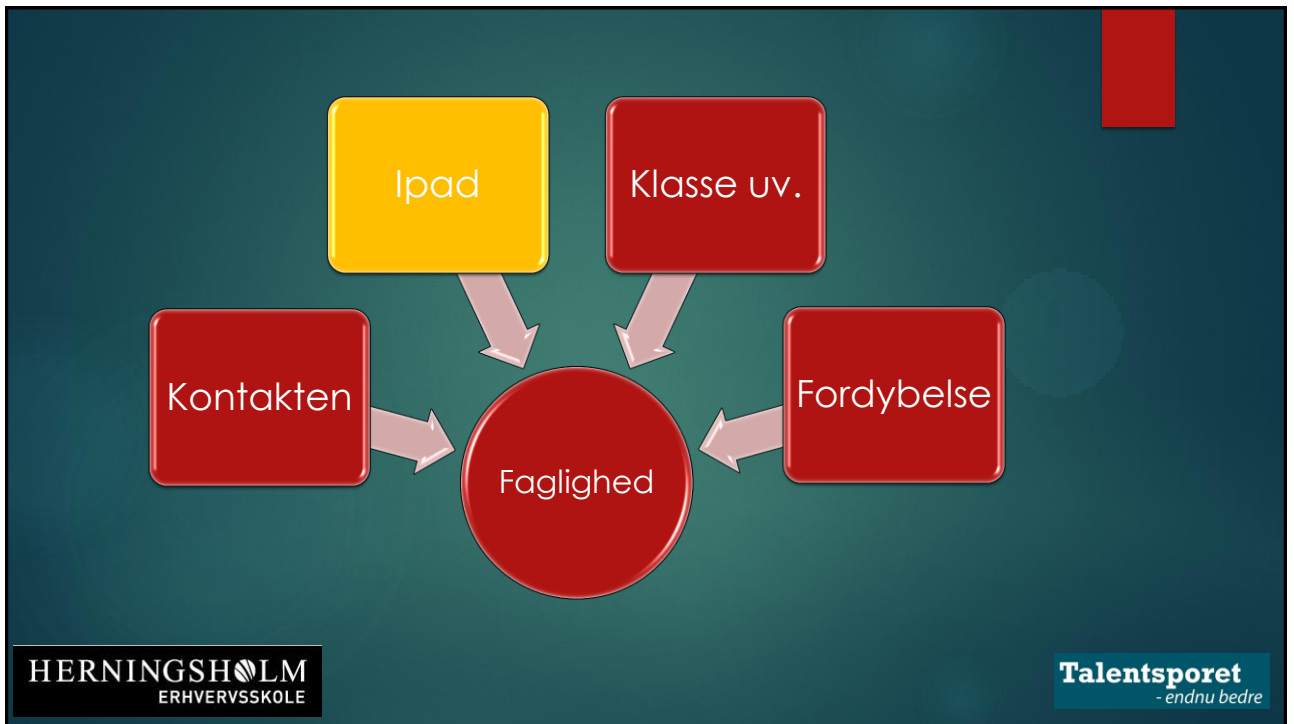 Ipad
Klasse uv.
Kontakten
Fordybelse
Faglighed
HERNINGSHOLM
ERHVERVSSKOLE
Talentsporet
- endnu bedre